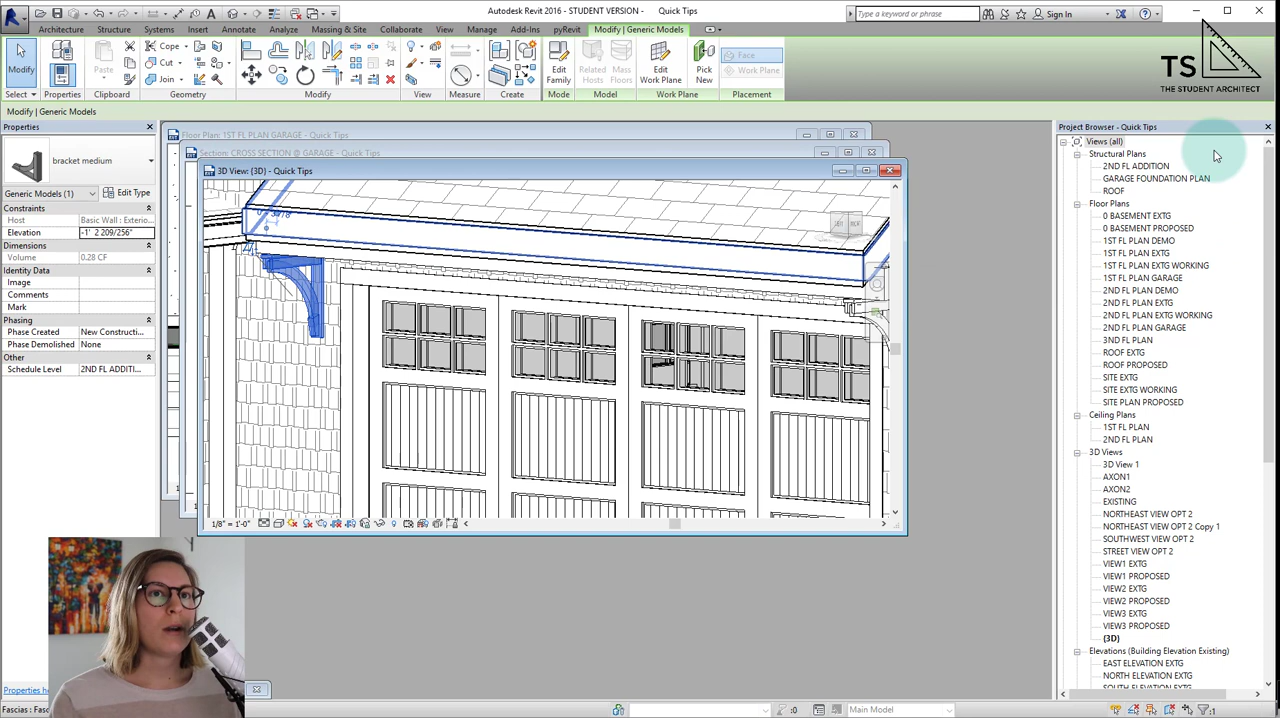 Autodesk Revit 2016 - STUDENT VERSION - Quick Tips
Type a keyword or phrase
Sign In
Architecture Structure Systems Insert Annotate Analyze Massing & Site Collaborate View Manage Add-Ins pyRevit Modify | Generic Models
TS
THE STUDENT ARCHITECT
Modify
Paste
Cope
Cut
Join
Edit Family
Related Hosts
Mass Floors
Edit Work Plane
Pick New
Face
Work Plane
Select Properties Clipboard Geometry Modify View Measure Create Mode Model Work Plane Placement
Modify | Generic Models
Properties
bracket medium
Generic Models (1)
Edit Type
Constraints
Host Basic Wall : Exterio...
Elevation -1' 2 209/256"
Dimensions
Volume 0.28 CF
Identity Data
Image
Comments
Mark
Phasing
Phase Created New Constructi...
Phase Demolished None
Other
Schedule Level 2ND FL ADDITI...
Floor Plan: 1ST FL PLAN GARAGE - Quick Tips
Section: CROSS SECTION @ GARAGE - Quick Tips
3D View: {3D} - Quick Tips
1/8" = 1'-0"
Project Browser - Quick Tips
Views (all)
Structural Plans
2ND FL ADDITION
GARAGE FOUNDATION PLAN
ROOF
Floor Plans
0 BASEMENT EXTG
0 BASEMENT PROPOSED
1ST FL PLAN DEMO
1ST FL PLAN EXTG
1ST FL PLAN EXTG WORKING
1ST FL PLAN GARAGE
2ND FL PLAN DEMO
2ND FL PLAN EXTG
2ND FL PLAN EXTG WORKING
2ND FL PLAN GARAGE
3ND FL PLAN
ROOF EXTG
ROOF PROPOSED
SITE EXTG
SITE EXTG WORKING
SITE PLAN PROPOSED
Ceiling Plans
1ST FL PLAN
2ND FL PLAN
3D Views
3D View 1
AXON1
AXON2
EXISTING
NORTHEAST VIEW OPT 2
NORTHEAST VIEW OPT 2 Copy 1
SOUTHWEST VIEW OPT 2
STREET VIEW OPT 2
VIEW1 EXTG
VIEW1 PROPOSED
VIEW2 EXTG
VIEW2 PROPOSED
VIEW3 EXTG
VIEW3 PROPOSED
{3D}
Elevations (Building Elevation Existing)
EAST ELEVATION EXTG
NORTH ELEVATION EXTG
SOUTH ELEVATION EXTG
Properties he
Fascias : Fasc
:0
Main Model
:1